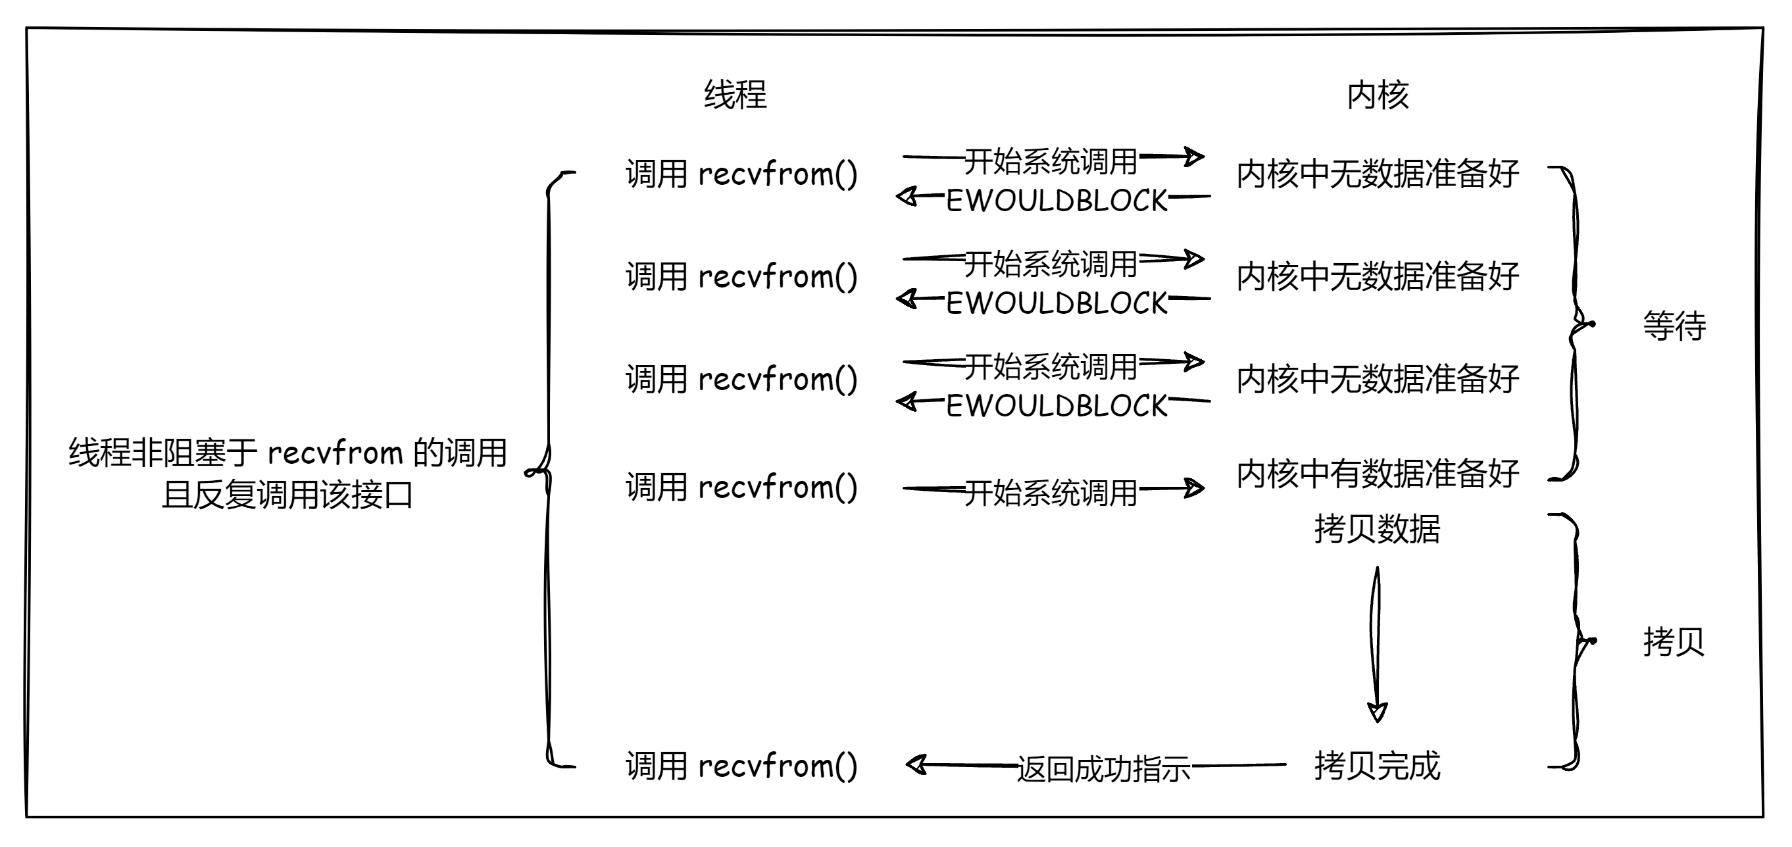 线程
内核
调用 recvfrom()
开始系统调用
内核中无数据准备好
EWOULDBLOCK
调用 recvfrom()
开始系统调用
内核中无数据准备好
EWOULDBLOCK
等待
调用 recvfrom()
开始系统调用
内核中无数据准备好
EWOULDBLOCK
线程非阻塞于 recvfrom 的调用
且反复调用该接口
调用 recvfrom()
开始系统调用
内核中有数据准备好
拷贝数据
拷贝
调用 recvfrom()
返回成功指示
拷贝完成